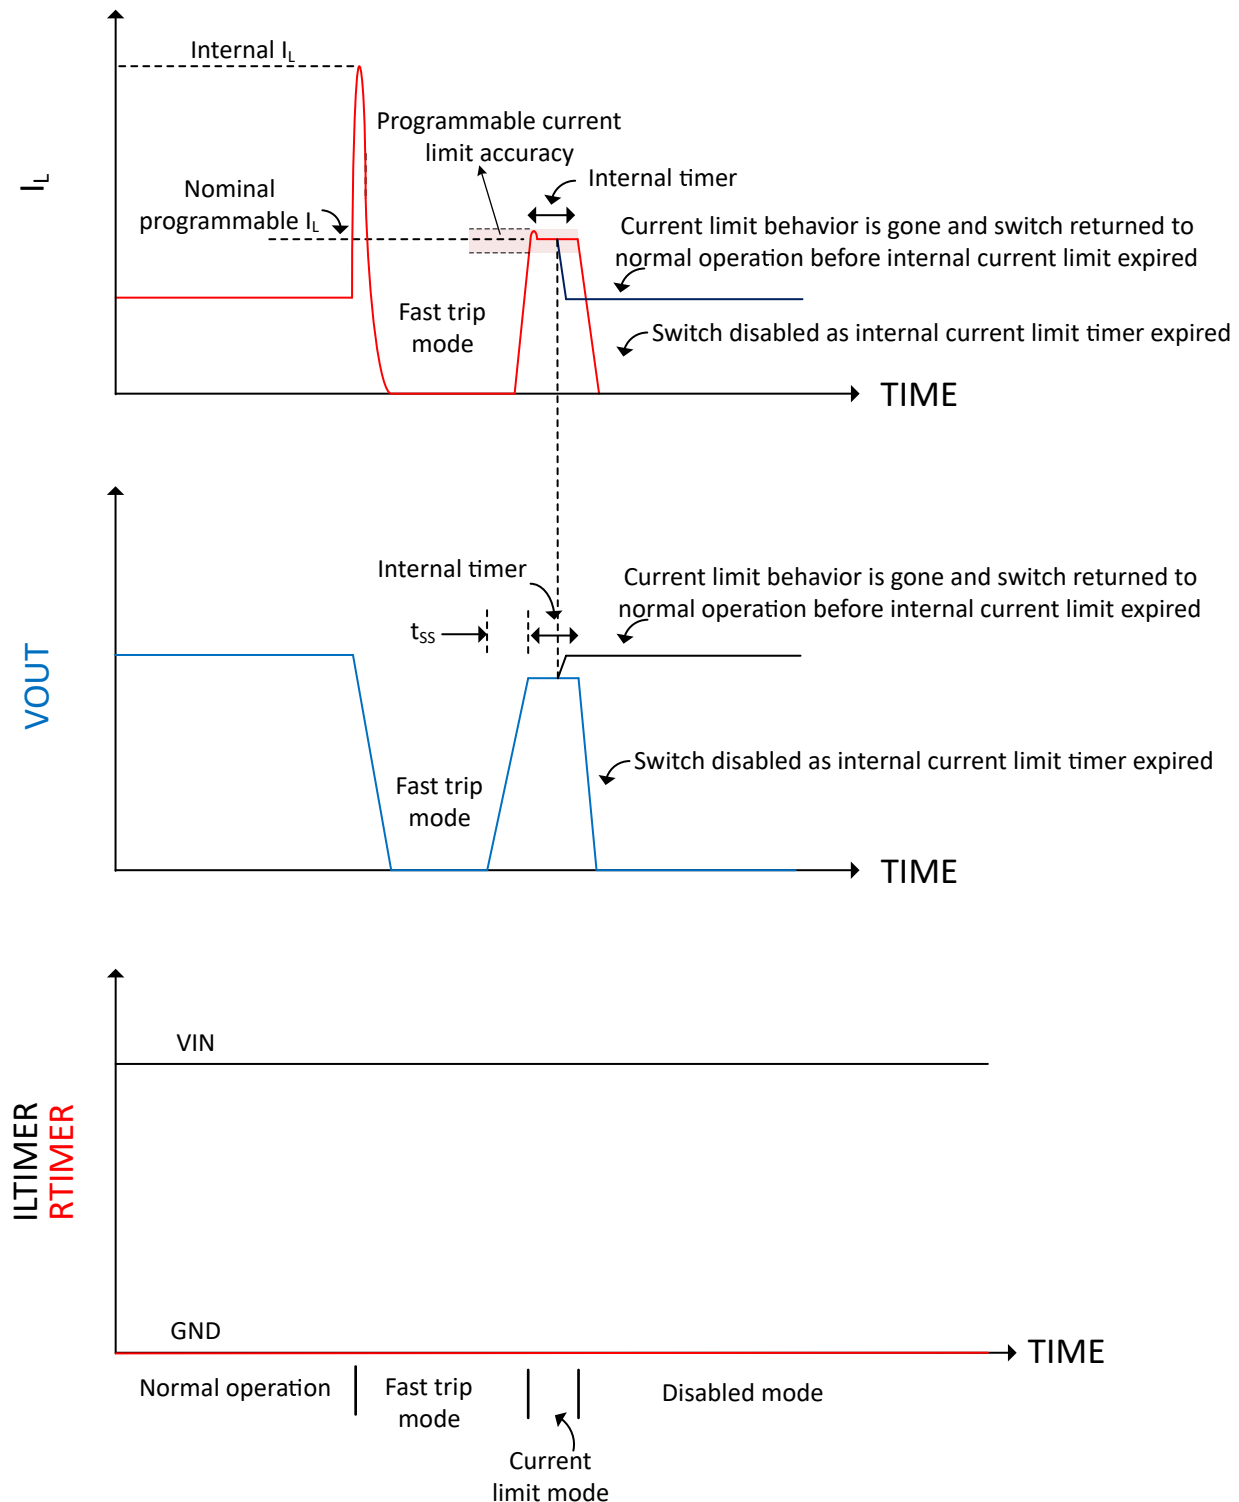 Internal IL
Programmable current
limit accuracy
Internal timer
Nominal
programmable IL
IL
Current limit behavior is gone and switch returned to
normal operation before internal current limit expired
Fast trip
mode
Switch disabled as internal current limit timer expired
TIME
Internal timer
Current limit behavior is gone and switch returned to
normal operation before internal current limit expired
tSS
VOUT
Switch disabled as internal current limit timer expired
Fast trip
mode
TIME
VIN
ILTIMER
RTIMER
GND
TIME
Normal operation
Fast trip
mode
Disabled mode
Current
limit mode